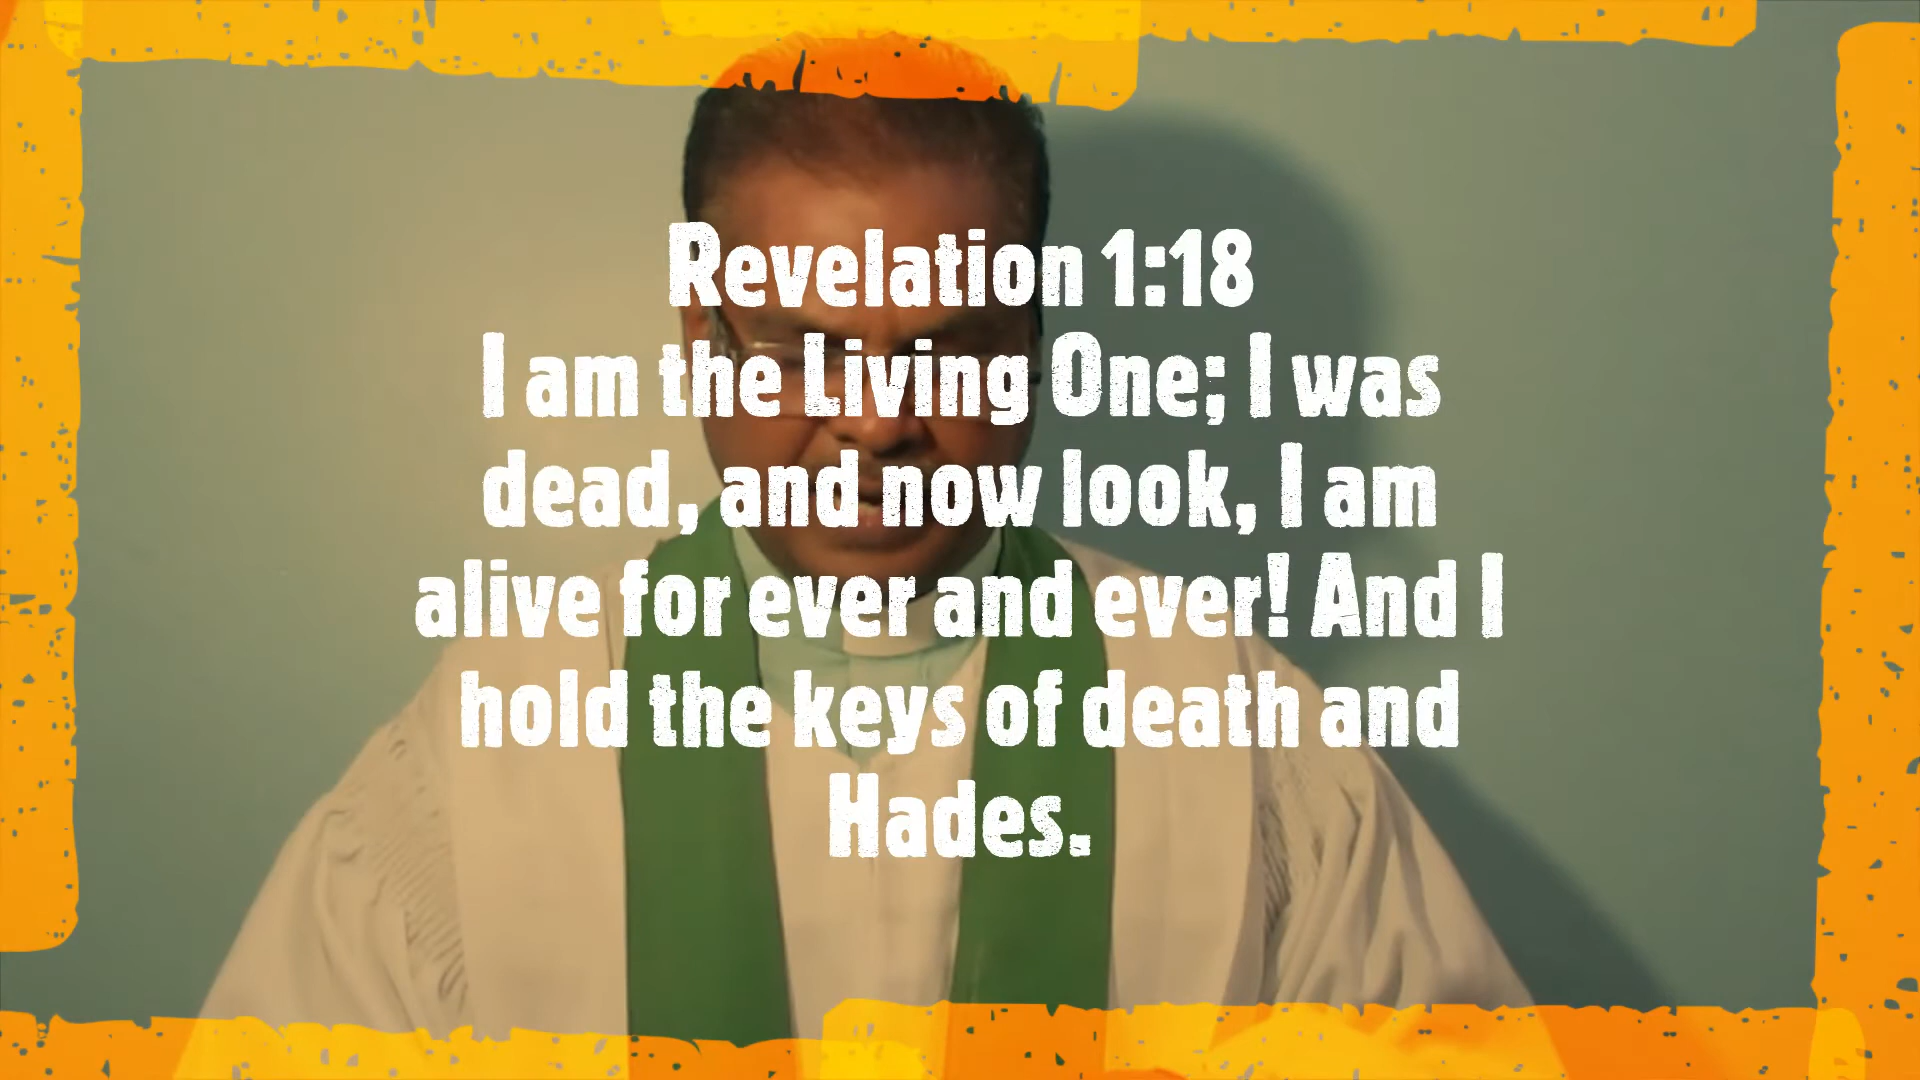 Revelation 1:18
I am the Living One; I was
dead, and now look, I am
alive for ever and ever! And I
hold the keys of death and
Hades.